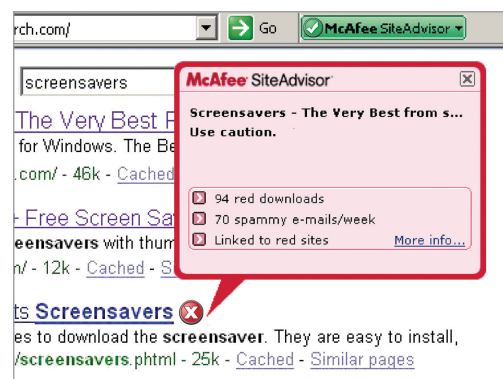 rch.com/ Go McAfee SiteAdvisor
screensavers
McAfee SiteAdvisor
Screensavers - The Very Best from s...
Use caution.
94 red downloads
70 spammy e-mails/week
Linked to red sites More info...
The Very Best F
for Windows. The Be
.com/ - 46k - Cached
- Free Screen Sa
eensavers with thum
n/ - 12k - Cached - S
ts Screensavers
es to download the screensaver. They are easy to install,
/screensavers.phtml - 25k - Cached - Similar pages